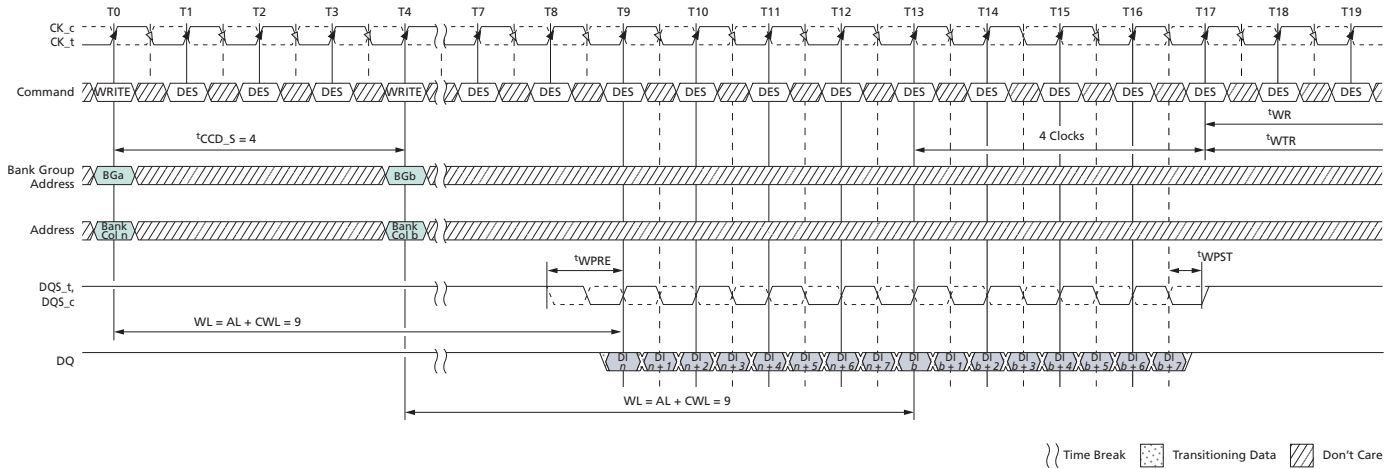 T0 T1 T2 T3 T4 T7 T8 T9 T10 T11 T12 T13 T14 T15 T16 T17 T18 T19
CK_c
CK_t
Command WRITE DES DES DES WRITE DES DES DES DES DES DES DES DES DES DES DES DES DES
tWR
tCCD_S = 4 4 Clocks tWTR
Bank Group
Address BGa BGb
Address Bank
Col n Bank
Col b
tWPRE tWPST
DQS_t,
DQS_c
WL = AL + CWL = 9
DQ DI
n DI
n + 1 DI
n + 2 DI
n + 3 DI
n + 4 DI
n + 5 DI
n + 6 DI
n + 7 DI
b DI
b + 1 DI
b + 2 DI
b + 3 DI
b + 4 DI
b + 5 DI
b + 6 DI
b + 7
WL = AL + CWL = 9
Time Break Transitioning Data Don't Care